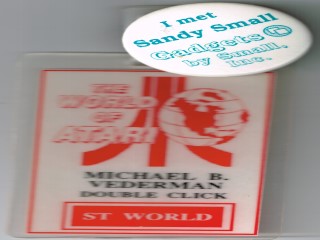 I met
Sandy Small
Gadgets ©
by Small,
Inc.
THE
WORLD
OF
ATARI
MICHAEL B.
VEDERMAN
DOUBLE CLICK
ST WORLD